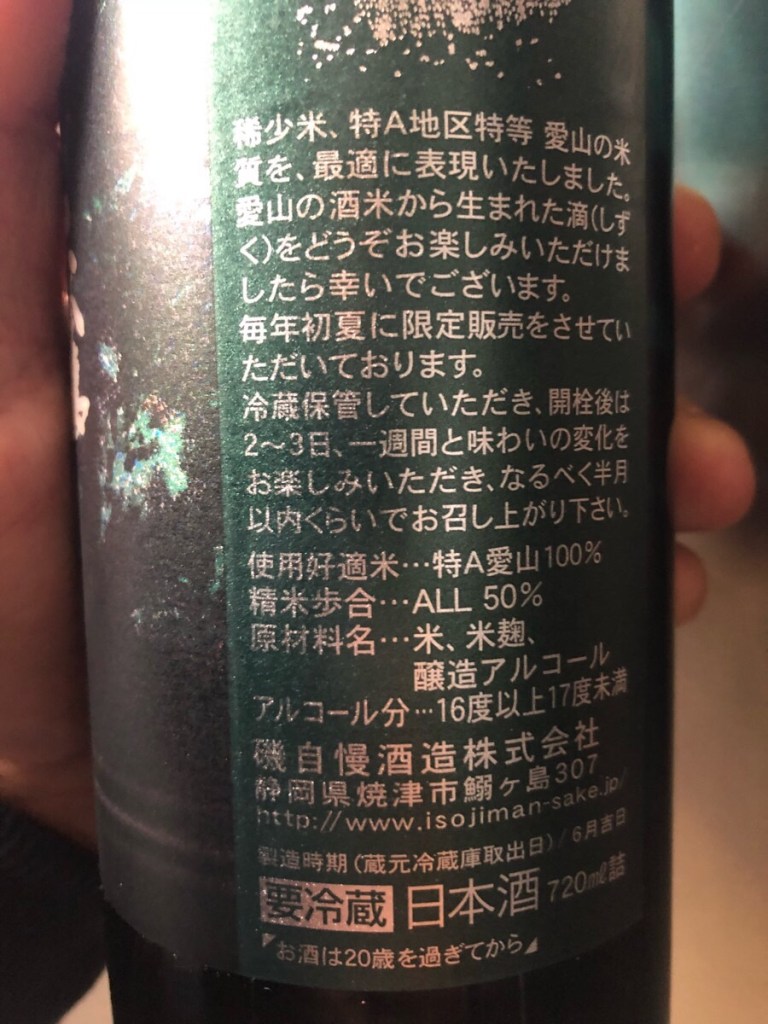 稀少米、特A地区特等 愛山の米
質を、最適に表現いたしました。
愛山の酒米から生まれた滴(しず
く)をどうぞお楽しみいただけま
したら幸いでございます。
毎年初夏に限定販売をさせてい
ただいております。
冷蔵保管していただき、開栓後は
2〜3日、一週間と味わいの変化を
お楽しみいただき、なるべく半月
以内くらいでお召し上がり下さい。
使用好適米…特A愛山100%
精米歩合…ALL 50%
原材料名…米、米麹、
醸造アルコール
アルコール分…16度以上17度未満
磯自慢酒造株式会社
静岡県焼津市鰯ヶ島307
http://www.isojiman-sake.jp/
製造時期(蔵元冷蔵庫取出日)/6月吉日
要冷蔵 日本酒 720mℓ詰
お酒は20歳を過ぎてから